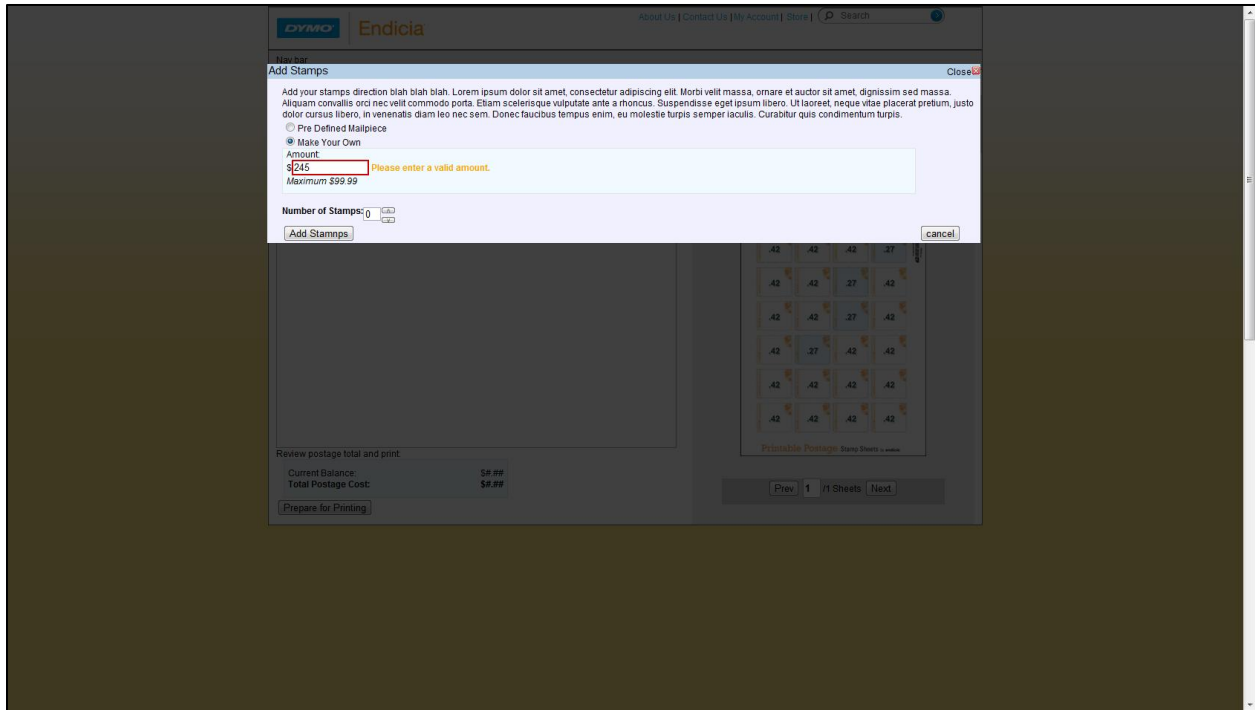 DYMO Endicia
About Us | Contact Us | My Account | Store | Search
Nav bar
Add Stamps Close
Add your stamps direction blah blah blah. Lorem ipsum dolor sit amet, consectetur adipiscing elit. Morbi velit massa, ornare et auctor sit amet, dignissim sed massa.
Aliquam convallis orci nec velit commodo porta. Etiam scelerisque vulputate ante a rhoncus. Suspendisse eget ipsum libero. Ut laoreet, neque vitae placerat pretium, justo
dolor cursus libero, in venenatis diam leo nec sem. Donec faucibus tempus enim, eu molestie turpis semper iaculis. Curabitur quis condimentum turpis.
Pre Defined Mailpiece
Make Your Own
Amount:
$ 245 Please enter a valid amount.
Maximum $99.99
Number of Stamps: 0
Add Stamnps cancel
.42 .42 .42 .27
.42 .42 .27 .42
.42 .42 .27 .42
.42 .27 .42 .42
.42 .42 .42 .42
.42 .42 .42 .42
Printable Postage Stamp Sheets
Review postage total and print
Current Balance: $#.##
Total Postage Cost: $#.##
Prev 1 /1 Sheets Next
Prepare for Printing